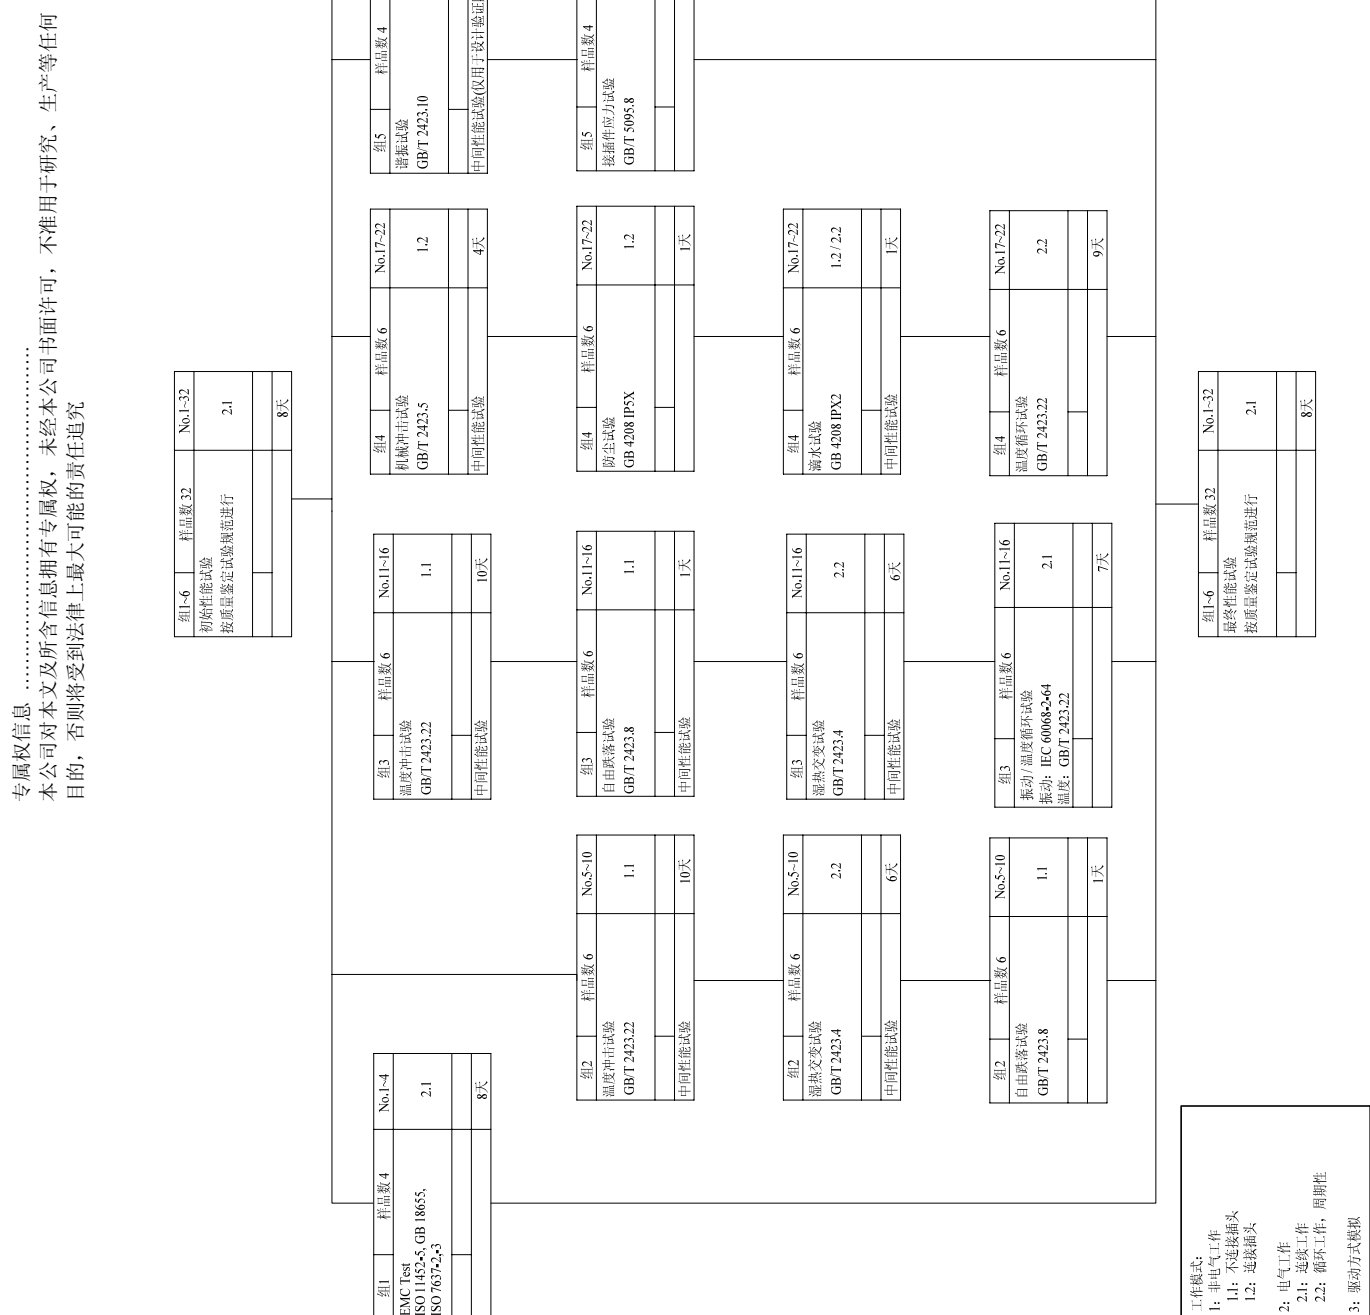 专属权信息 ……………………………………………
本公司对本文及所含信息拥有专属权，未经本公司书面许可，不准用于研究、生产等任何
目的，否则将受到法律上最大可能的责任追究
组1~6 样品数 32 No.1~32
初始性能试验
按质量鉴定试验规范进行
2.1
8天
组1 样品数 4 No.1~4
EMC Test
ISO 11452-5, GB 18655,
ISO 7637-2,-3
2.1
8天
组3 样品数 6 No.11~16
温度冲击试验
GB/T 2423.22
1.1
中间性能试验 10天
组4 样品数 6 No.17~22
机械冲击试验
GB/T 2423.5
1.2
中间性能试验 4天
组5 样品数 4
谐振试验
GB/T 2423.10
中间性能试验(仅用于设计验证
组2 样品数 6 No.5~10
温度冲击试验
GB/T 2423.22
1.1
中间性能试验 10天
组3 样品数 6 No.11~16
自由跌落试验
GB/T 2423.8
1.1
中间性能试验 1天
组4 样品数 6 No.17~22
防尘试验
GB 4208 IP5X
1.2
中间性能试验 1天
组5 样品数 4
接插件应力试验
GB/T 5095.8
组2 样品数 6 No.5~10
湿热交变试验
GB/T 2423.4
2.2
中间性能试验 6天
组3 样品数 6 No.11~16
湿热交变试验
GB/T 2423.4
2.2
中间性能试验 6天
组4 样品数 6 No.17~22
滴水试验
GB 4208 IPX2
1.2 / 2.2
中间性能试验 1天
组2 样品数 6 No.5~10
自由跌落试验
GB/T 2423.8
1.1
1天
组3 样品数 6 No.11~16
振动 / 温度循环试验
振动：IEC 60068-2-64
温度：GB/T 2423.22
2.1
7天
组4 样品数 6 No.17~22
温度循环试验
GB/T 2423.22
2.2
9天
组1~6 样品数 32 No.1~32
最终性能试验
按质量鉴定试验规范进行
2.1
8天
工作模式：
1：非电气工作
1.1：不连接插头
1.2：连接插头
2：电气工作
2.1：连续工作
2.2：循环工作，周期性
3：驱动方式模拟